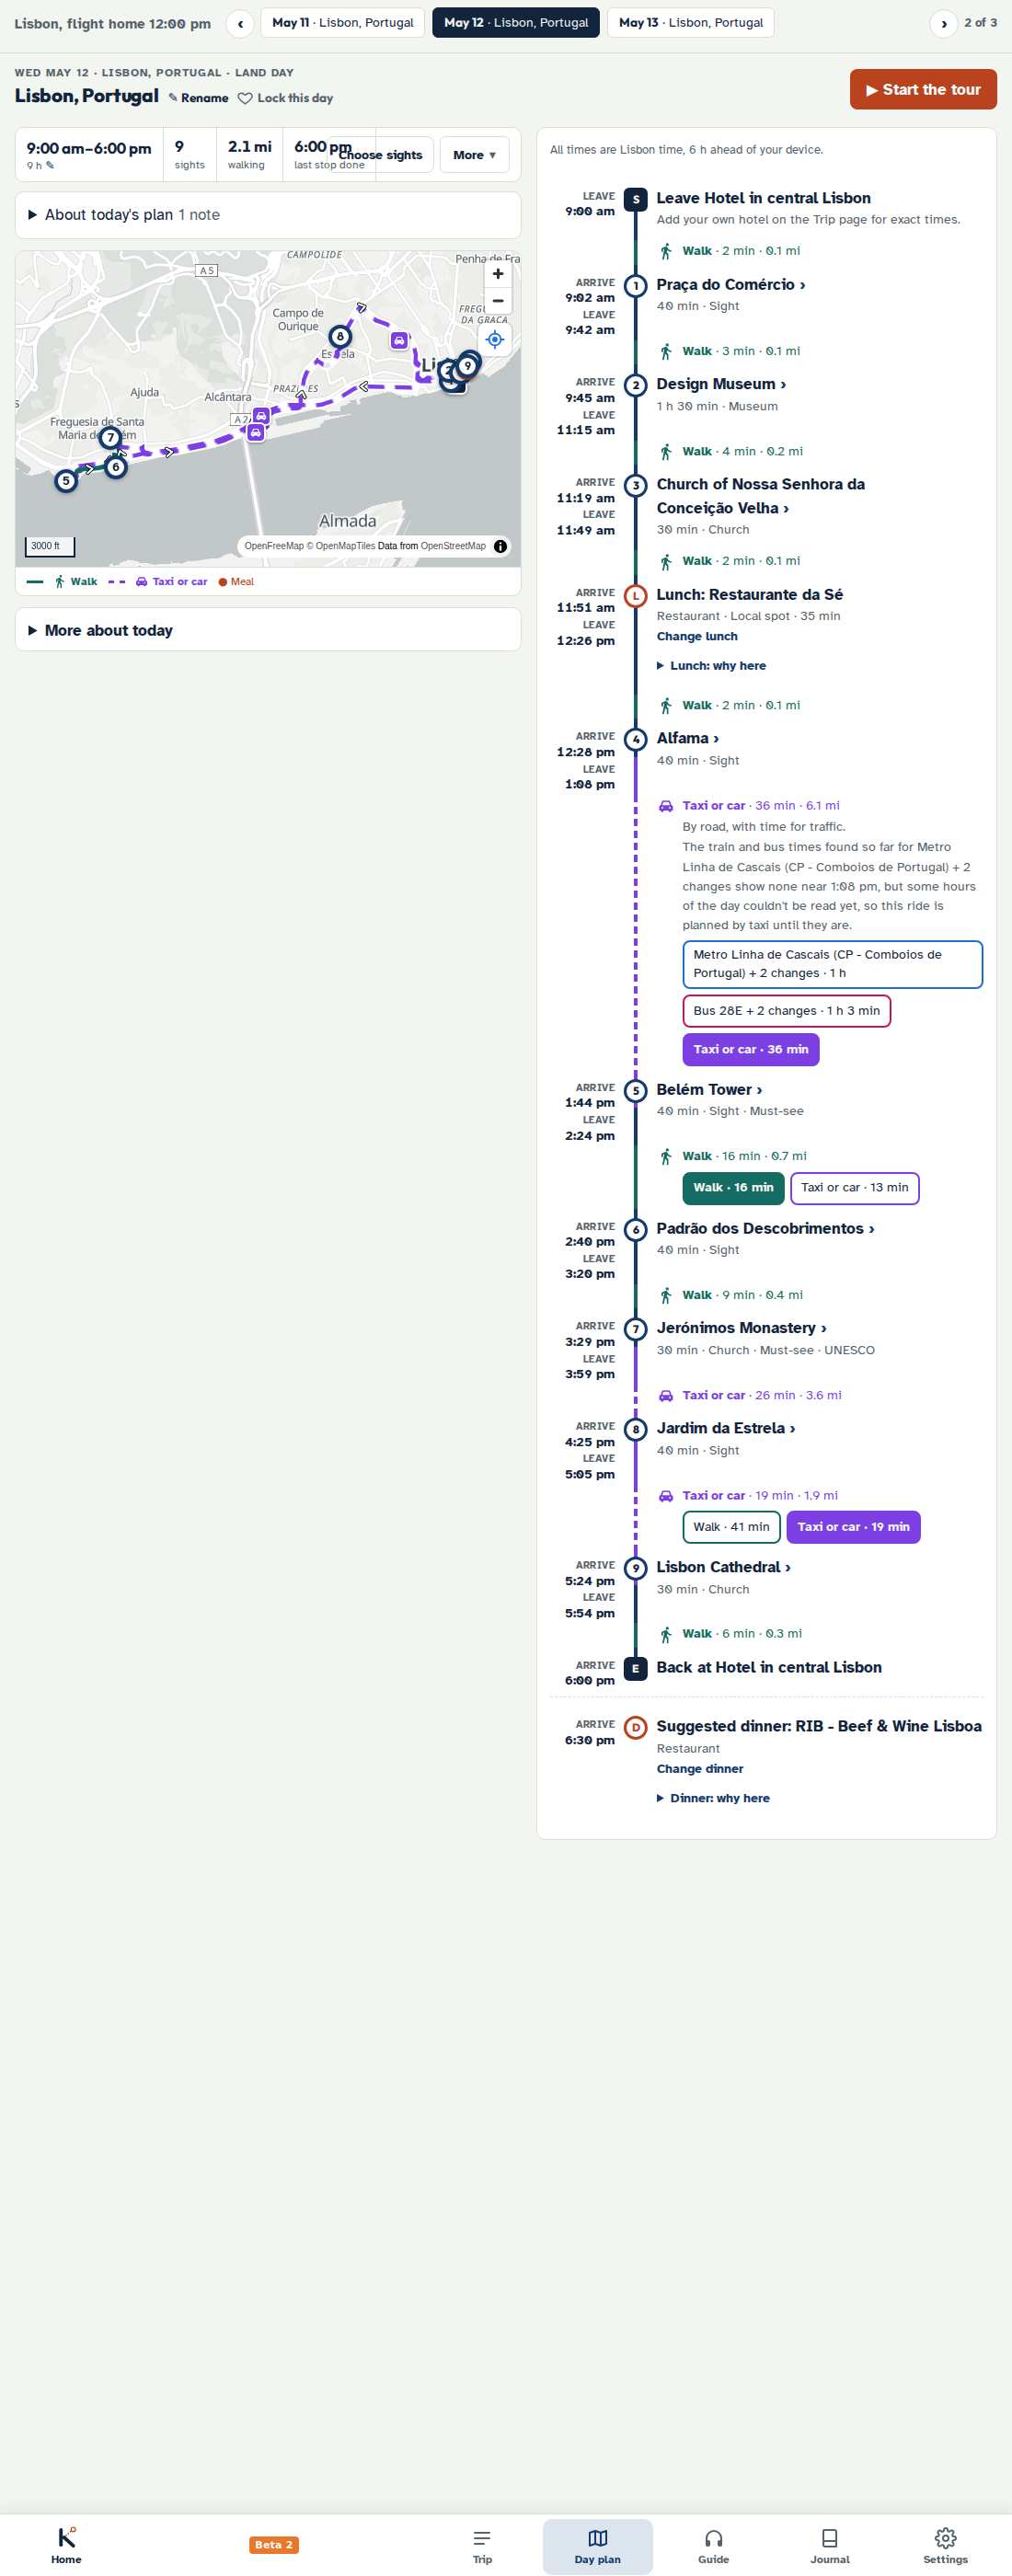 Lisbon, flight home 12:00 pm
‹
May 11 · Lisbon, Portugal
May 12 · Lisbon, Portugal
May 13 · Lisbon, Portugal
›
2 of 3
WED MAY 12 · LISBON, PORTUGAL · LAND DAY
Lisbon, Portugal
✎ Rename
Lock this day
▶ Start the tour
9:00 am–6:00 pm
9 h ✎
9
sights
2.1 mi
walking
6:00 pm
last stop done
Choose sights
More ▾
▶ About today's plan 1 note
CAMPOLIDE
Penha de Fra
A 5
Campo de
Ourique
FREGU
DA GRAÇA
8
9
Ajuda
Alcântara
Freguesia de Santa
7
6
5
Almada
3000 ft
OpenFreeMap © OpenMapTiles Data from OpenStreetMap
Walk
Taxi or car
Meal
▶ More about today
All times are Lisbon time, 6 h ahead of your device.
LEAVE
9:00 am
S
Leave Hotel in central Lisbon
Add your own hotel on the Trip page for exact times.
Walk · 2 min · 0.1 mi
ARRIVE
9:02 am
LEAVE
9:42 am
1
Praça do Comércio ›
40 min · Sight
Walk · 3 min · 0.1 mi
ARRIVE
9:45 am
LEAVE
11:15 am
2
Design Museum ›
1 h 30 min · Museum
Walk · 4 min · 0.2 mi
ARRIVE
11:19 am
LEAVE
11:49 am
3
Church of Nossa Senhora da
Conceição Velha ›
30 min · Church
Walk · 2 min · 0.1 mi
ARRIVE
11:51 am
LEAVE
12:26 pm
L
Lunch: Restaurante da Sé
Restaurant · Local spot · 35 min
Change lunch
▶ Lunch: why here
Walk · 2 min · 0.1 mi
ARRIVE
12:28 pm
LEAVE
1:08 pm
4
Alfama ›
40 min · Sight
Taxi or car · 36 min · 6.1 mi
By road, with time for traffic.
The train and bus times found so far for Metro
Linha de Cascais (CP - Comboios de Portugal) + 2
changes show none near 1:08 pm, but some hours
of the day couldn't be read yet, so this ride is
planned by taxi until they are.
Metro Linha de Cascais (CP - Comboios de
Portugal) + 2 changes · 1 h
Bus 28E + 2 changes · 1 h 3 min
Taxi or car · 36 min
ARRIVE
1:44 pm
LEAVE
2:24 pm
5
Belém Tower ›
40 min · Sight · Must-see
Walk · 16 min · 0.7 mi
Walk · 16 min
Taxi or car · 13 min
ARRIVE
2:40 pm
LEAVE
3:20 pm
6
Padrão dos Descobrimentos ›
40 min · Sight
Walk · 9 min · 0.4 mi
ARRIVE
3:29 pm
LEAVE
3:59 pm
7
Jerónimos Monastery ›
30 min · Church · Must-see · UNESCO
Taxi or car · 26 min · 3.6 mi
ARRIVE
4:25 pm
LEAVE
5:05 pm
8
Jardim da Estrela ›
40 min · Sight
Taxi or car · 19 min · 1.9 mi
Walk · 41 min
Taxi or car · 19 min
ARRIVE
5:24 pm
LEAVE
5:54 pm
9
Lisbon Cathedral ›
30 min · Church
Walk · 6 min · 0.3 mi
ARRIVE
6:00 pm
E
Back at Hotel in central Lisbon
ARRIVE
6:30 pm
D
Suggested dinner: RIB - Beef & Wine Lisboa
Restaurant
Change dinner
▶ Dinner: why here
Home
Beta 2
Trip
Day plan
Guide
Journal
Settings